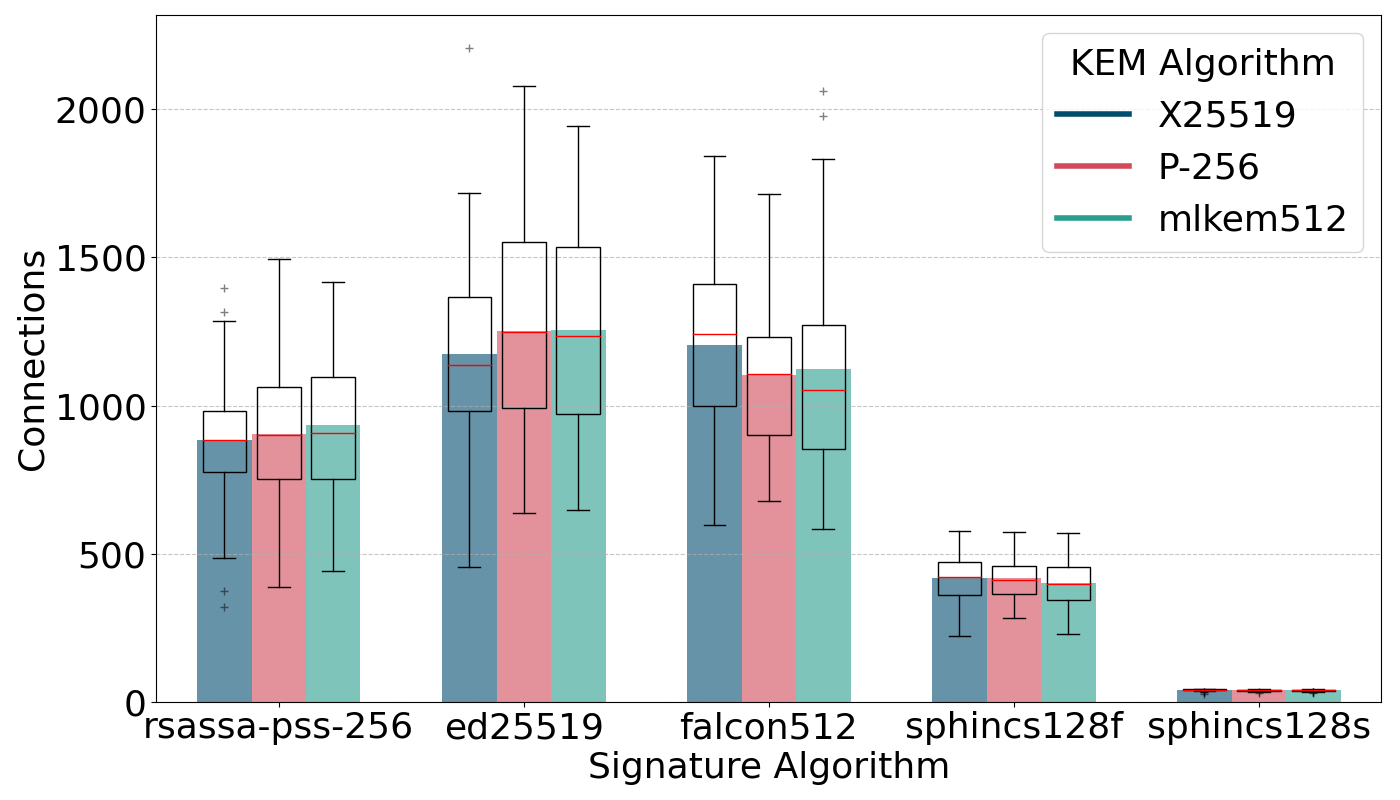 KEM Algorithm
X25519
P-256
mlkem512
2000
1500
1000
500
0
Connections
rsassa-pss-256 ed25519 falcon512 sphincs128f sphincs128s
Signature Algorithm